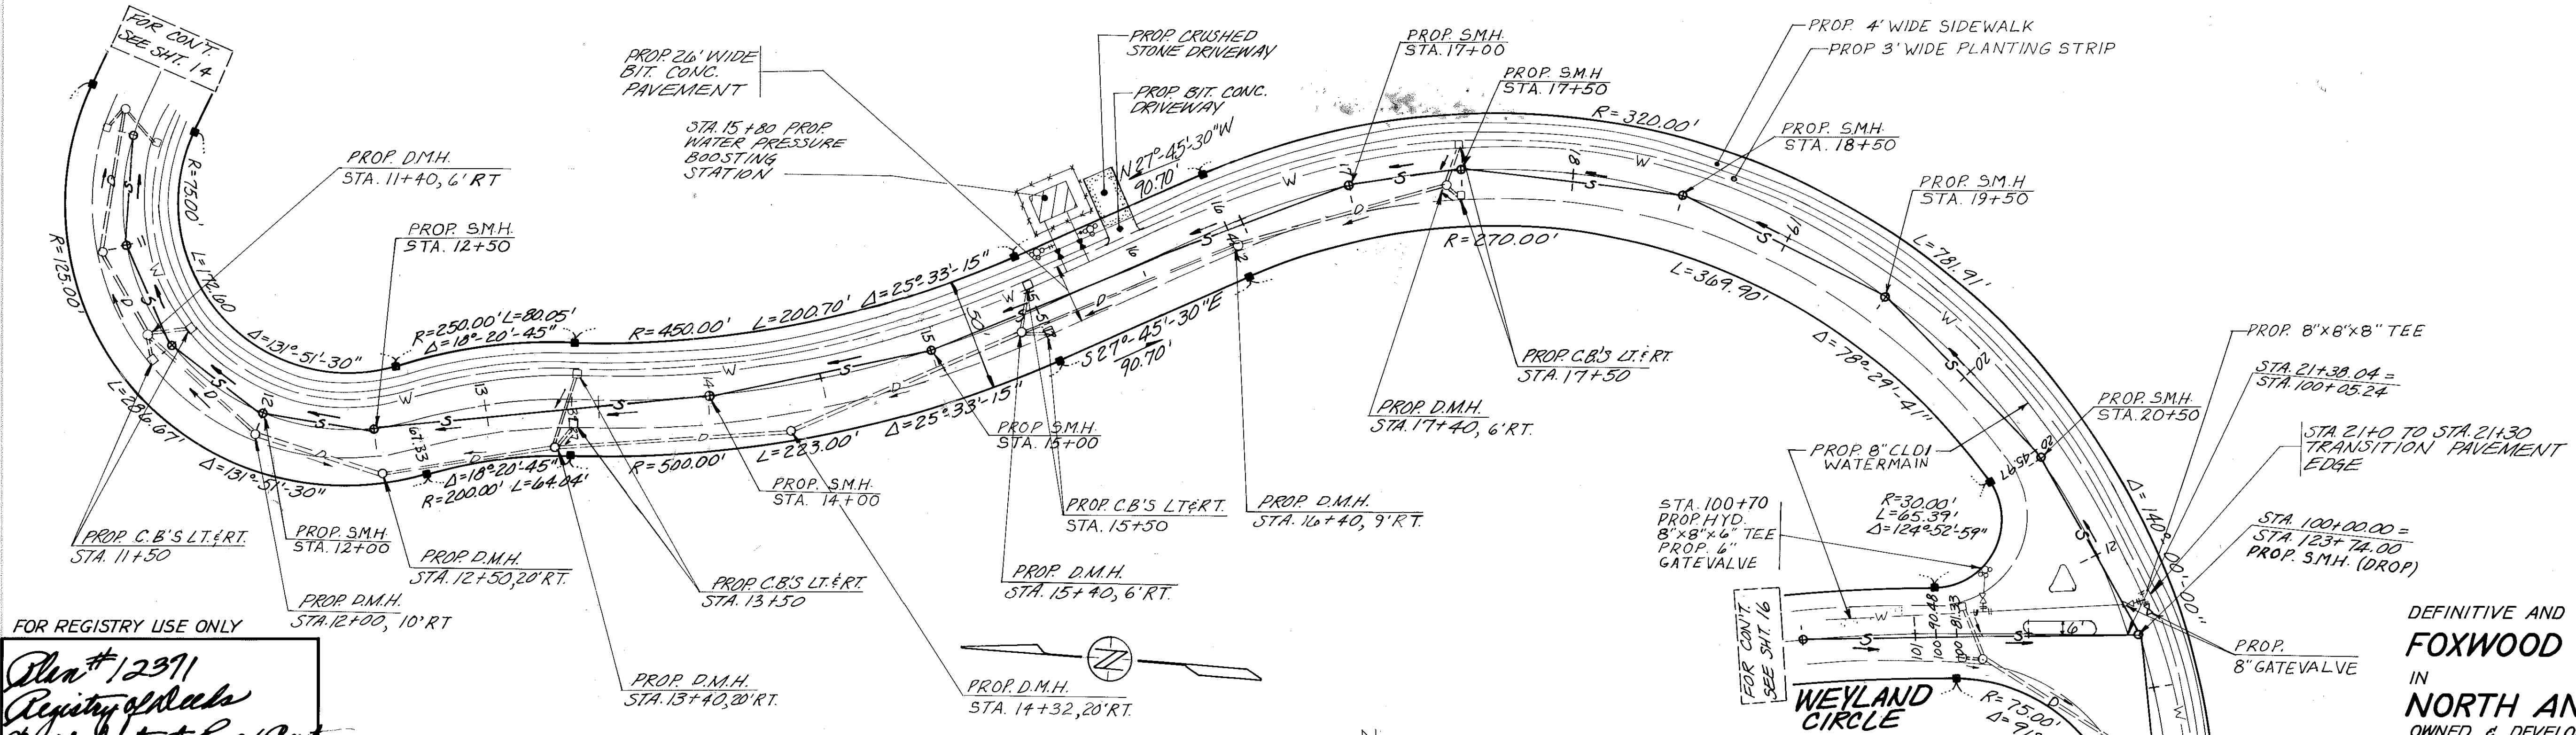 FOR CON'T.
SEE SHT. 14
PROP. 26' WIDE
BIT. CONC.
PAVEMENT
PROP. CRUSHED
STONE DRIVEWAY
PROP. S.M.H.
STA. 17+00
PROP. 4' WIDE SIDEWALK
PROP 3' WIDE PLANTING STRIP
PROP. S.M.H
STA. 17+50
PROP. BIT. CONC.
DRIVEWAY
STA. 15+80 PROP.
WATER PRESSURE
BOOSTING
STATION
N27°-45'-30"W
90.70'
R=320.00'
PROP. S.M.H.
STA. 18+50
PROP. D.M.H.
STA. 11+40, 6' RT
R=75.00'
L=172.60
Δ=131°-51'-30"
PROP. S.M.H
STA. 19+50
PROP. S.M.H.
STA. 12+50
R=125.00'
L=286.67'
Δ=131°-51'-30"
R=250.00' L=80.05'
Δ=18°-20'-45"
R=450.00'
L=200.70'
Δ=25°-33'-15"
R=270.00'
L=369.90'
Δ=78°-29'-41"
L=781.91'
Δ=140°-00'-00"
PROP. 8"x8"x8" TEE
STA. 21+38.04 =
STA. 100+05.24
S27°-45'-30"E
90.70'
PROP. C.B.'S LT.&RT.
STA. 17+50
PROP. S.M.H.
STA. 20+50
PROP. D.M.H.
STA. 17+40, 6' RT.
STA. 21+0 TO STA. 21+30
TRANSITION PAVEMENT
EDGE
PROP. 8" CLDI
WATERMAIN
PROP. S.M.H.
STA. 15+00
Δ=18°-20'-45"
R=200.00' L=64.04'
R=500.00'
L=223.00'
Δ=25°-33'-15"
PROP. S.M.H.
STA. 14+00
PROP. C.B.'S LT&RT.
STA. 15+50
PROP. D.M.H.
STA. 16+40, 9' RT.
STA. 100+70
PROP. HYD.
8"x8"x6" TEE
PROP. 6"
GATEVALVE
R=30.00'
L=65.39'
Δ=124°-52'-59"
STA. 100+00.00 =
STA. 123+74.00
PROP. S.M.H. (DROP)
PROP. C.B.'S LT.&RT.
STA. 11+50
PROP. S.M.H.
STA. 12+00
PROP. D.M.H.
STA. 12+50, 20' RT.
PROP. C.B.'S LT.&RT.
STA. 13+50
PROP. D.M.H.
STA. 15+40, 6' RT.
PROP. D.M.H.
STA. 12+00, 10' RT
FOR REGISTRY USE ONLY
FOR CON'T.
SEE SHT. 16
DEFINITIVE AND
FOXWOOD
IN
NORTH AN
OWNED & DEVELO
PROP.
8" GATEVALVE
Plan # 12371
Registry of Deeds
PROP. D.M.H.
STA. 13+40, 20' RT.
PROP. D.M.H.
STA. 14+32, 20' RT.
WEYLAND
CIRCLE
R=75.00'